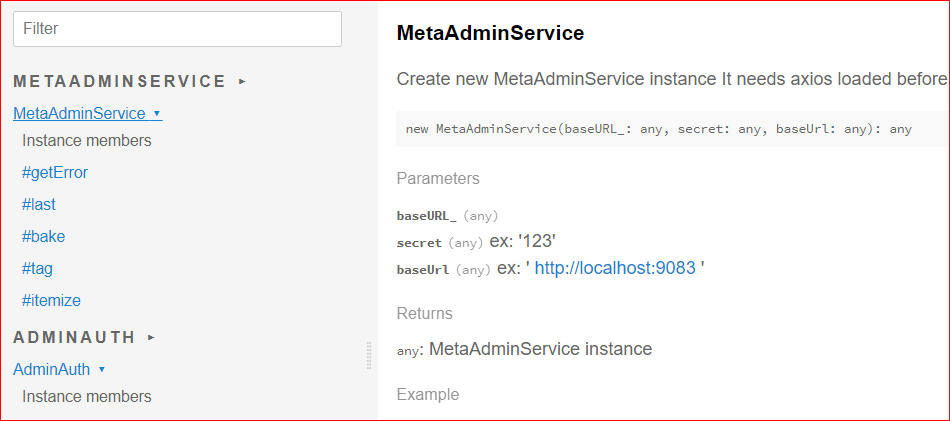 Filter
METAADMINSERVICE ▸
MetaAdminService ▾
Instance members
#getError
#last
#bake
#tag
#itemize
ADMINAUTH ▸
AdminAuth ▾
Instance members
MetaAdminService
Create new MetaAdminService instance It needs axios loaded before
new MetaAdminService(baseURL_: any, secret: any, baseUrl: any): any
Parameters
baseURL_ (any)
secret (any) ex: '123'
baseUrl (any) ex: ' http://localhost:9083 '
Returns
any: MetaAdminService instance
Example